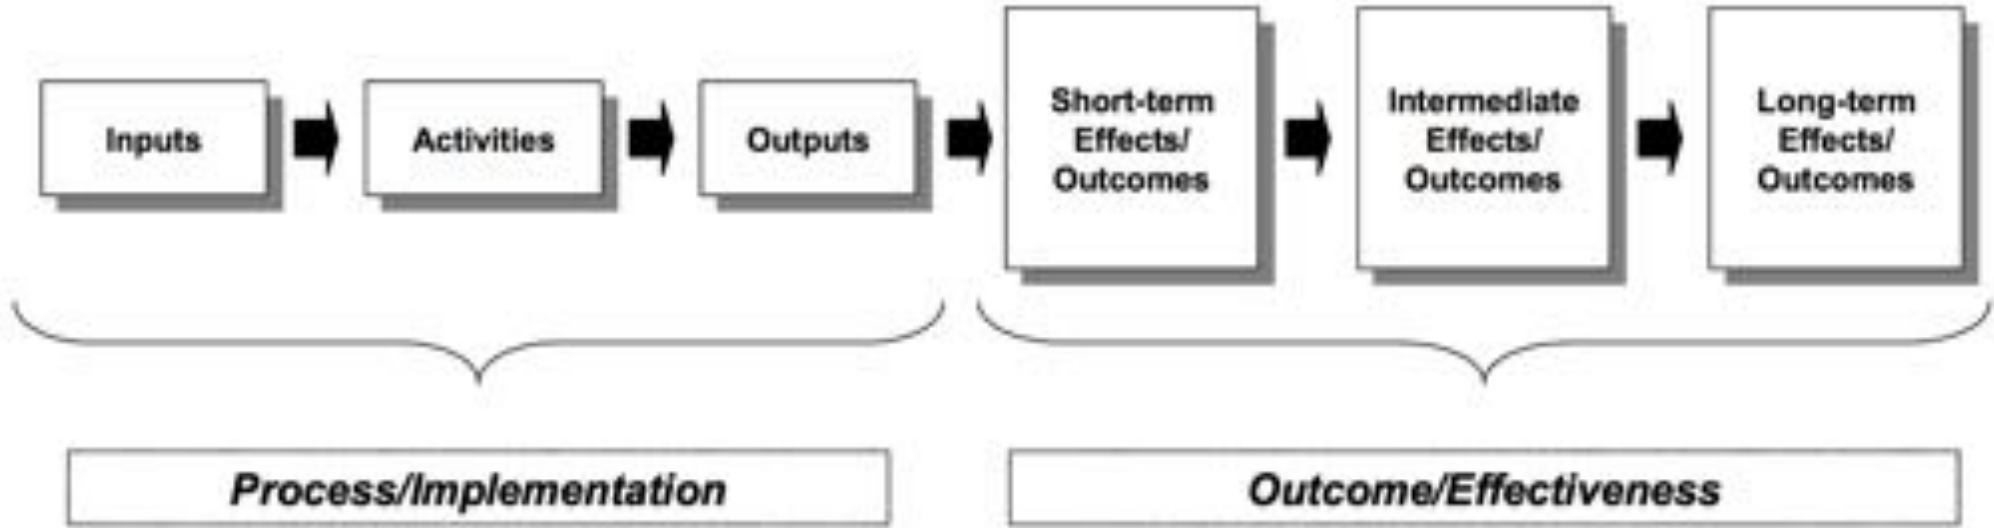 Inputs
Activities
Outputs
Short-term
Effects/
Outcomes
Intermediate
Effects/
Outcomes
Long-term
Effects/
Outcomes
Process/Implementation
Outcome/Effectiveness